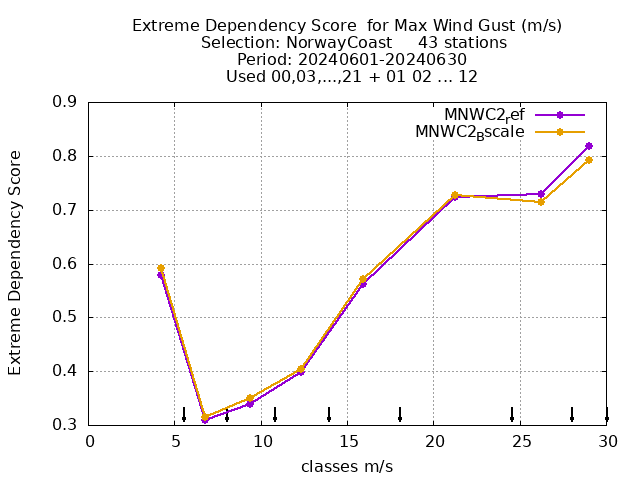 Extreme Dependency Score  for Max Wind Gust (m/s)
Selection: NorwayCoast     43 stations
Period: 20240601-20240630
Used 00,03,...,21 + 01 02 ... 12
MNWC2ref
MNWC2Bscale
Extreme Dependency Score
0.9
0.8
0.7
0.6
0.5
0.4
0.3
0 5 10 15 20 25 30
classes m/s